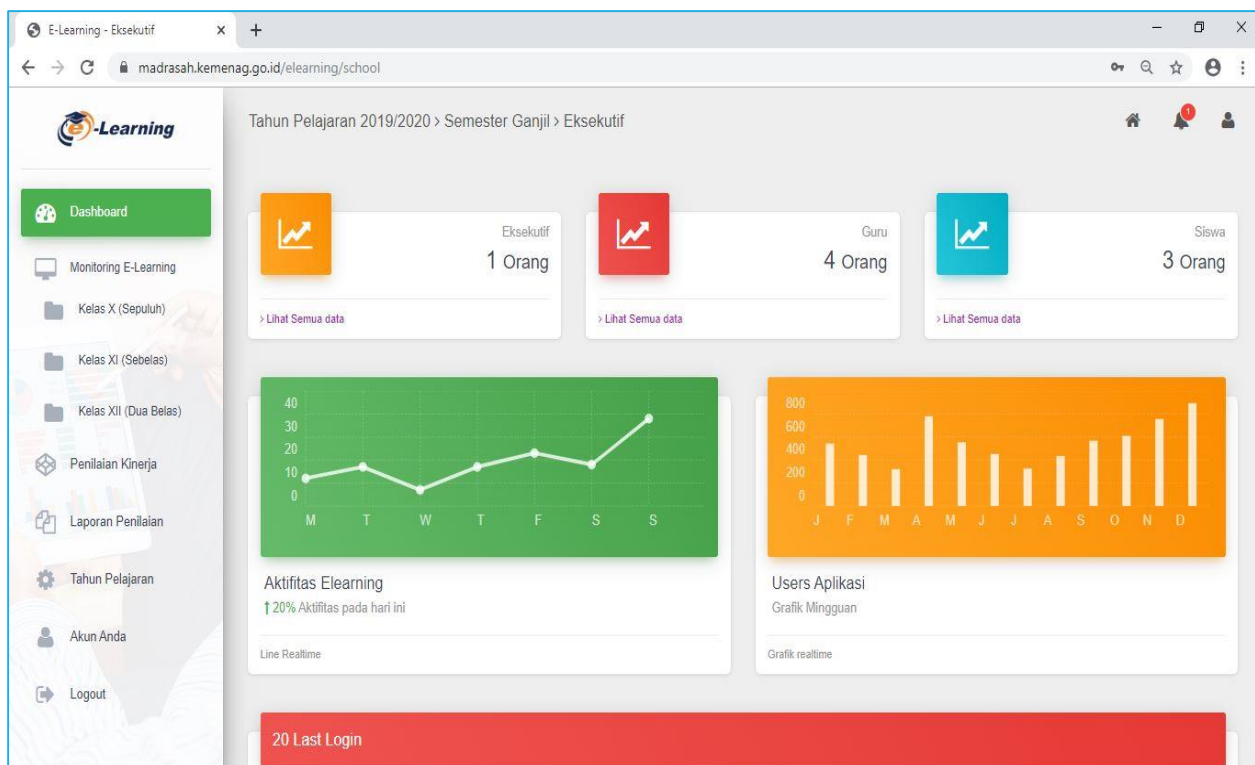 E-Learning - Eksekutif
madrasah.kemenag.go.id/elearning/school
e-Learning
Tahun Pelajaran 2019/2020 > Semester Ganjil > Eksekutif
1
Dashboard
Monitoring E-Learning
Kelas X (Sepuluh)
Kelas XI (Sebelas)
Kelas XII (Dua Belas)
Penilaian Kinerja
Laporan Penilaian
Tahun Pelajaran
Akun Anda
Logout
Eksekutif
1 Orang
> Lihat Semua data
Guru
4 Orang
> Lihat Semua data
Siswa
3 Orang
> Lihat Semua data
40
30
20
10
0
M T W T F S S
Aktifitas Elearning
↑ 20% Aktifitas pada hari ini
Line Realtime
800
600
400
200
0
J F M A M J J A S O N D
Users Aplikasi
Grafik Mingguan
Grafik realtime
20 Last Login